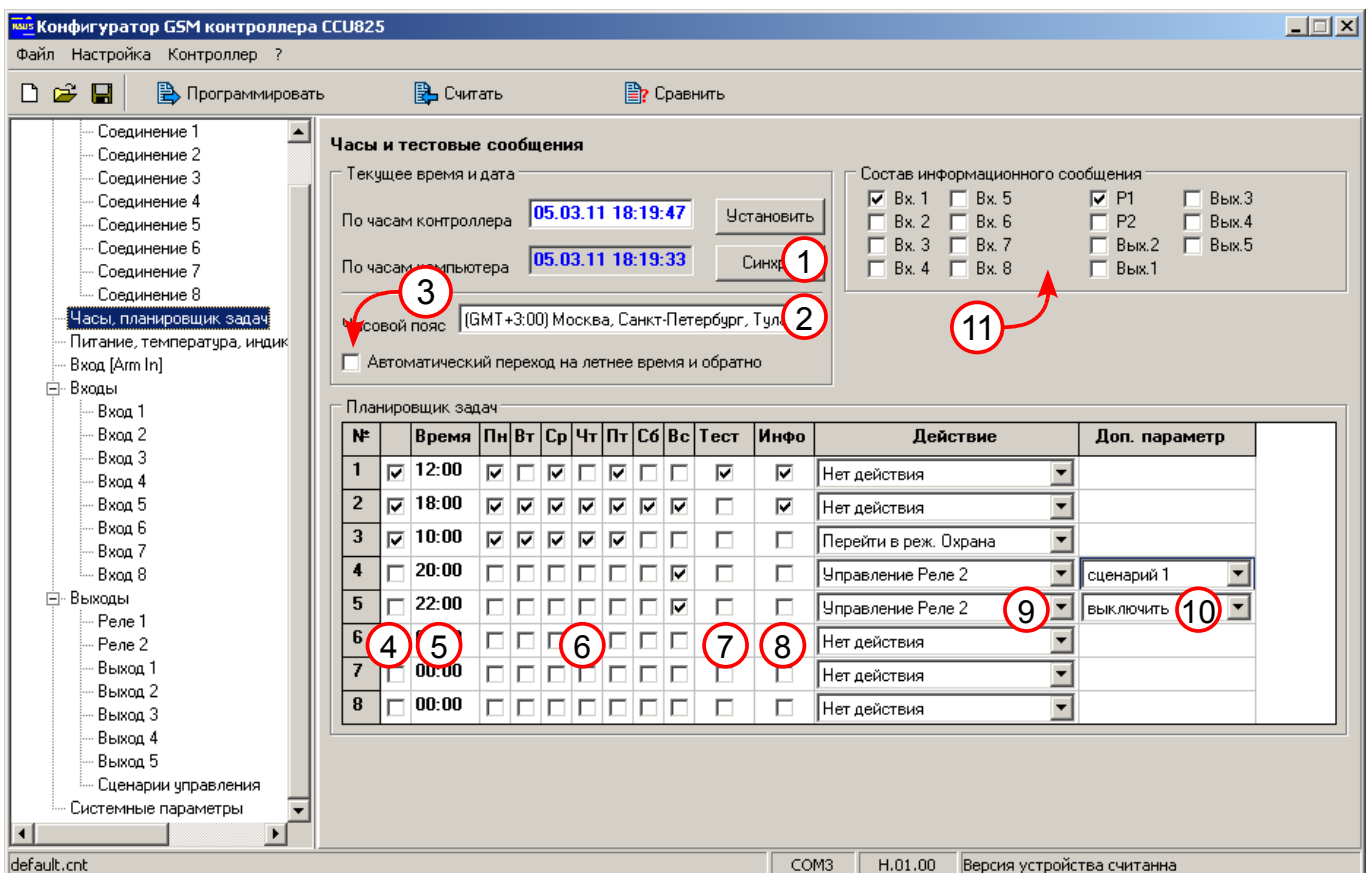 Конфигуратор GSM контроллера CCU825
Файл Настройка Контроллер ?
Программировать Считать Сравнить
Соединение 1
Соединение 2
Соединение 3
Соединение 4
Соединение 5
Соединение 6
Соединение 7
Соединение 8
Часы, планировщик задач
Питание, температура, индик
Вход [Arm In]
Входы
Вход 1
Вход 2
Вход 3
Вход 4
Вход 5
Вход 6
Вход 7
Вход 8
Выходы
Реле 1
Реле 2
Выход 1
Выход 2
Выход 3
Выход 4
Выход 5
Сценарии управления
Системные параметры
Часы и тестовые сообщения
Текущее время и дата
По часам контроллера 05.03.11 18:19:47 Установить
По часам компьютера 05.03.11 18:19:33 1
3
Часовой пояс (GMT+3:00) Москва, Санкт-Петербург, 2
Автоматический переход на летнее время и обратно
Состав информационного сообщения
Вх. 1 Вх. 5 Р1 Вых.3
Вх. 2 Вх. 6 Р2 Вых.4
Вх. 3 Вх. 7 Вых.2 Вых.5
Вх. 4 Вх. 8 Вых.1
11
Планировщик задач
№ Время Пн Вт Ср Чт Пт Сб Вс Тест Инфо Действие Доп. параметр
1 12:00 Нет действия
2 18:00 Нет действия
3 10:00 Перейти в реж. Охрана
4 20:00 Управление Реле 2 сценарий 1
5 22:00 Управление Реле 2 9 выключить 10
6 4 5 6 7 8 Нет действия
7 00:00 Нет действия
8 00:00 Нет действия
default.cnt COM3 H.01.00 Версия устройства считанна